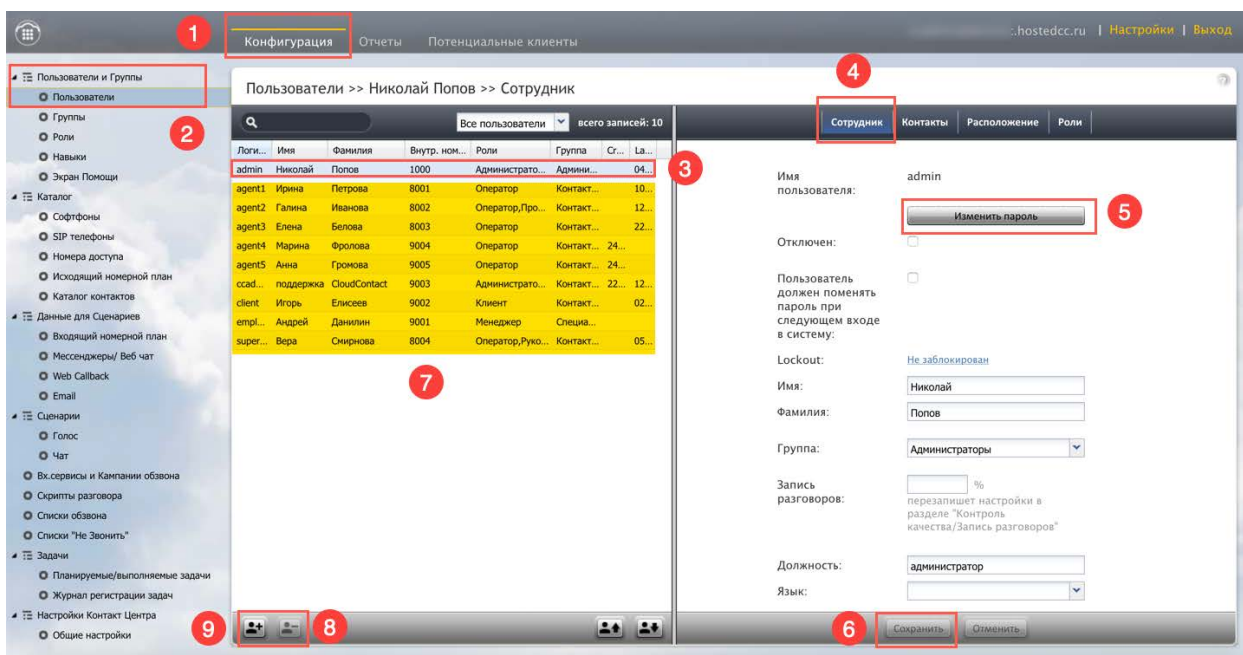 1
Конфигурация
Отчеты
Потенциальные клиенты
:.hostedcc.ru | Настройки | Выход
Пользователи и Группы
Пользователи
Группы
2
Роли
Навыки
Экран Помощи
Каталог
Софтфоны
SIP телефоны
Номера доступа
Исходящий номерной план
Каталог контактов
Данные для Сценариев
Входящий номерной план
Мессенджеры/ Веб чат
Web Callback
Email
Сценарии
Голос
Чат
Вх.сервисы и Кампании обзвона
Скрипты разговора
Списки обзвона
Списки "Не Звонить"
Задачи
Планируемые/выполняемые задачи
Журнал регистрации задач
Настройки Контакт Центра
Общие настройки
Пользователи >> Николай Попов >> Сотрудник
Все пользователи всего записей: 10
Логи... Имя Фамилия Внутр. ном... Роли Группа Cr... La...
admin Николай Попов 1000 Администрато... Админи... 04...
3
agent1 Ирина Петрова 8001 Оператор Контакт... 10...
agent2 Галина Иванова 8002 Оператор,Про... Контакт... 12...
agent3 Елена Белова 8003 Оператор Контакт... 22...
agent4 Марина Фролова 9004 Оператор Контакт... 24...
agent5 Анна Громова 9005 Оператор Контакт... 24...
ccad... поддержка CloudContact 9003 Администрато... Контакт... 22... 12...
client Игорь Елисеев 9002 Клиент Контакт... 02...
empl... Андрей Данилин 9001 Менеджер Специа...
super... Вера Смирнова 8004 Оператор,Руко... Контакт... 05...
7
9
8
4
Сотрудник Контакты Расположение Роли
Имя
пользователя:
admin
Изменить пароль
5
Отключен:
Пользователь
должен поменять
пароль при
следующем входе
в систему:
Lockout: Не заблокирован
Имя: Николай
Фамилия: Попов
Группа: Администраторы
Запись
разговоров:
%
перезапишет настройки в
разделе "Контроль
качества/Запись разговоров"
Должность: администратор
Язык:
6
Сохранить Отменить